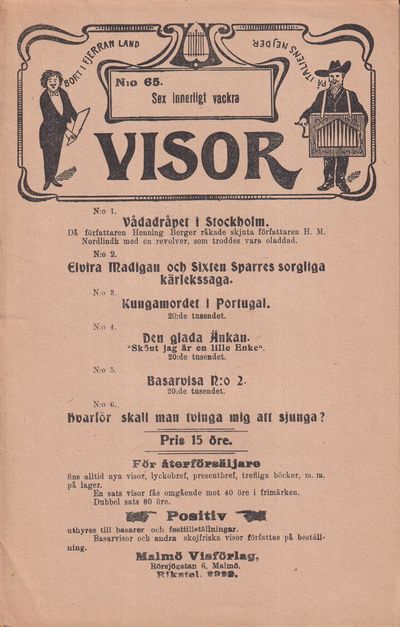 BORT I FJERRAN LAND
PÅ ITALIENS NEJDER
N:o 65.
Sex innerligt vackra
VISOR
N:o 1.
Vådadråpet i Stockholm.
Då författaren Henning Berger råkade skjuta författaren H. M.
Nordlindh med en revolver, som troddes vara oladdad.
N:o 2.
Elvira Madigan och Sixten Sparres sorgliga
kärlekssaga.
N:o 3.
Kungamordet i Portugal.
20:de tusendet.
N:o 4.
Den glada Änkan.
"Skönt jag är en lille Enke".
20:de tusendet.
N:o 5.
Basarvisa N:o 2.
20:de tusendet.
N:o 6.
Hvarför skall man tvinga mig att sjunga?
Pris 15 öre.
För återförsäljare
fins alltid nya visor, lyckobref, presentbref, trefliga böcker, m. m.
på lager.
En sats visor fås omgående mot 40 öre i frimärken.
Dubbel sats 80 öre.
Positiv
uthyres till basarer och festtillställningar.
Basarvisor och andra skojfriska visor författas på beställ-
ning.
Malmö Visförlag,
Rörsjögatan 6, Malmö.
Rikstel. 2929.